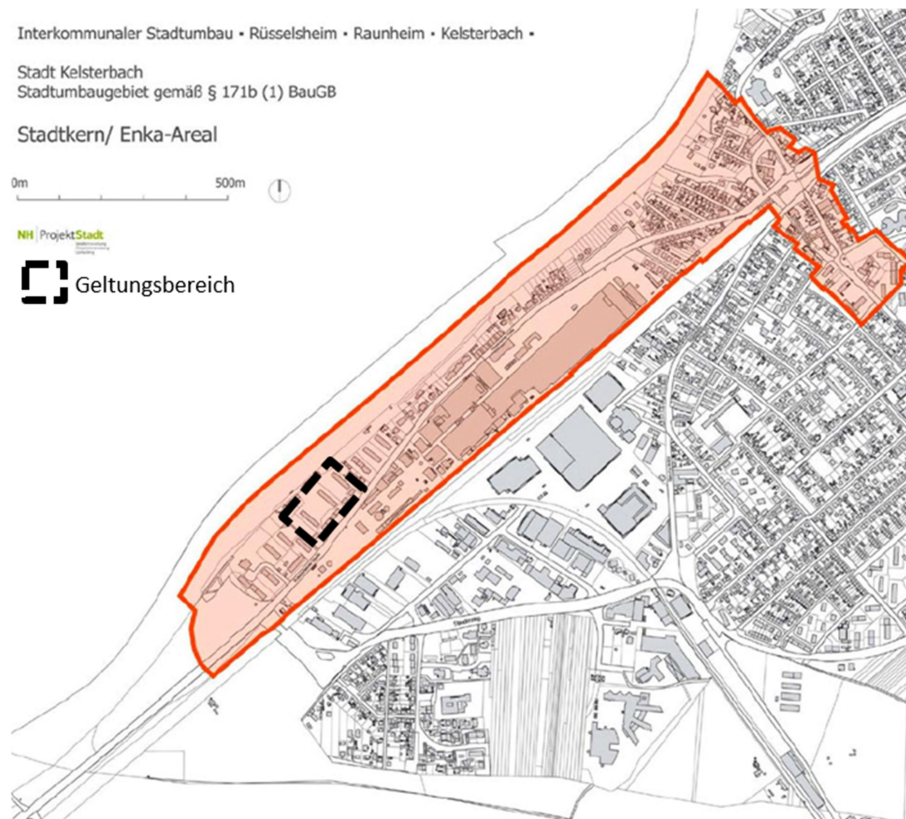 Interkommunaler Stadtumbau • Rüsselsheim • Raunheim • Kelsterbach •
Stadt Kelsterbach
Stadtumbaugebiet gemäß § 171b (1) BauGB
Stadtkern/ Enka-Areal
0m 500m
NH ProjektStadt
Geltungsbereich